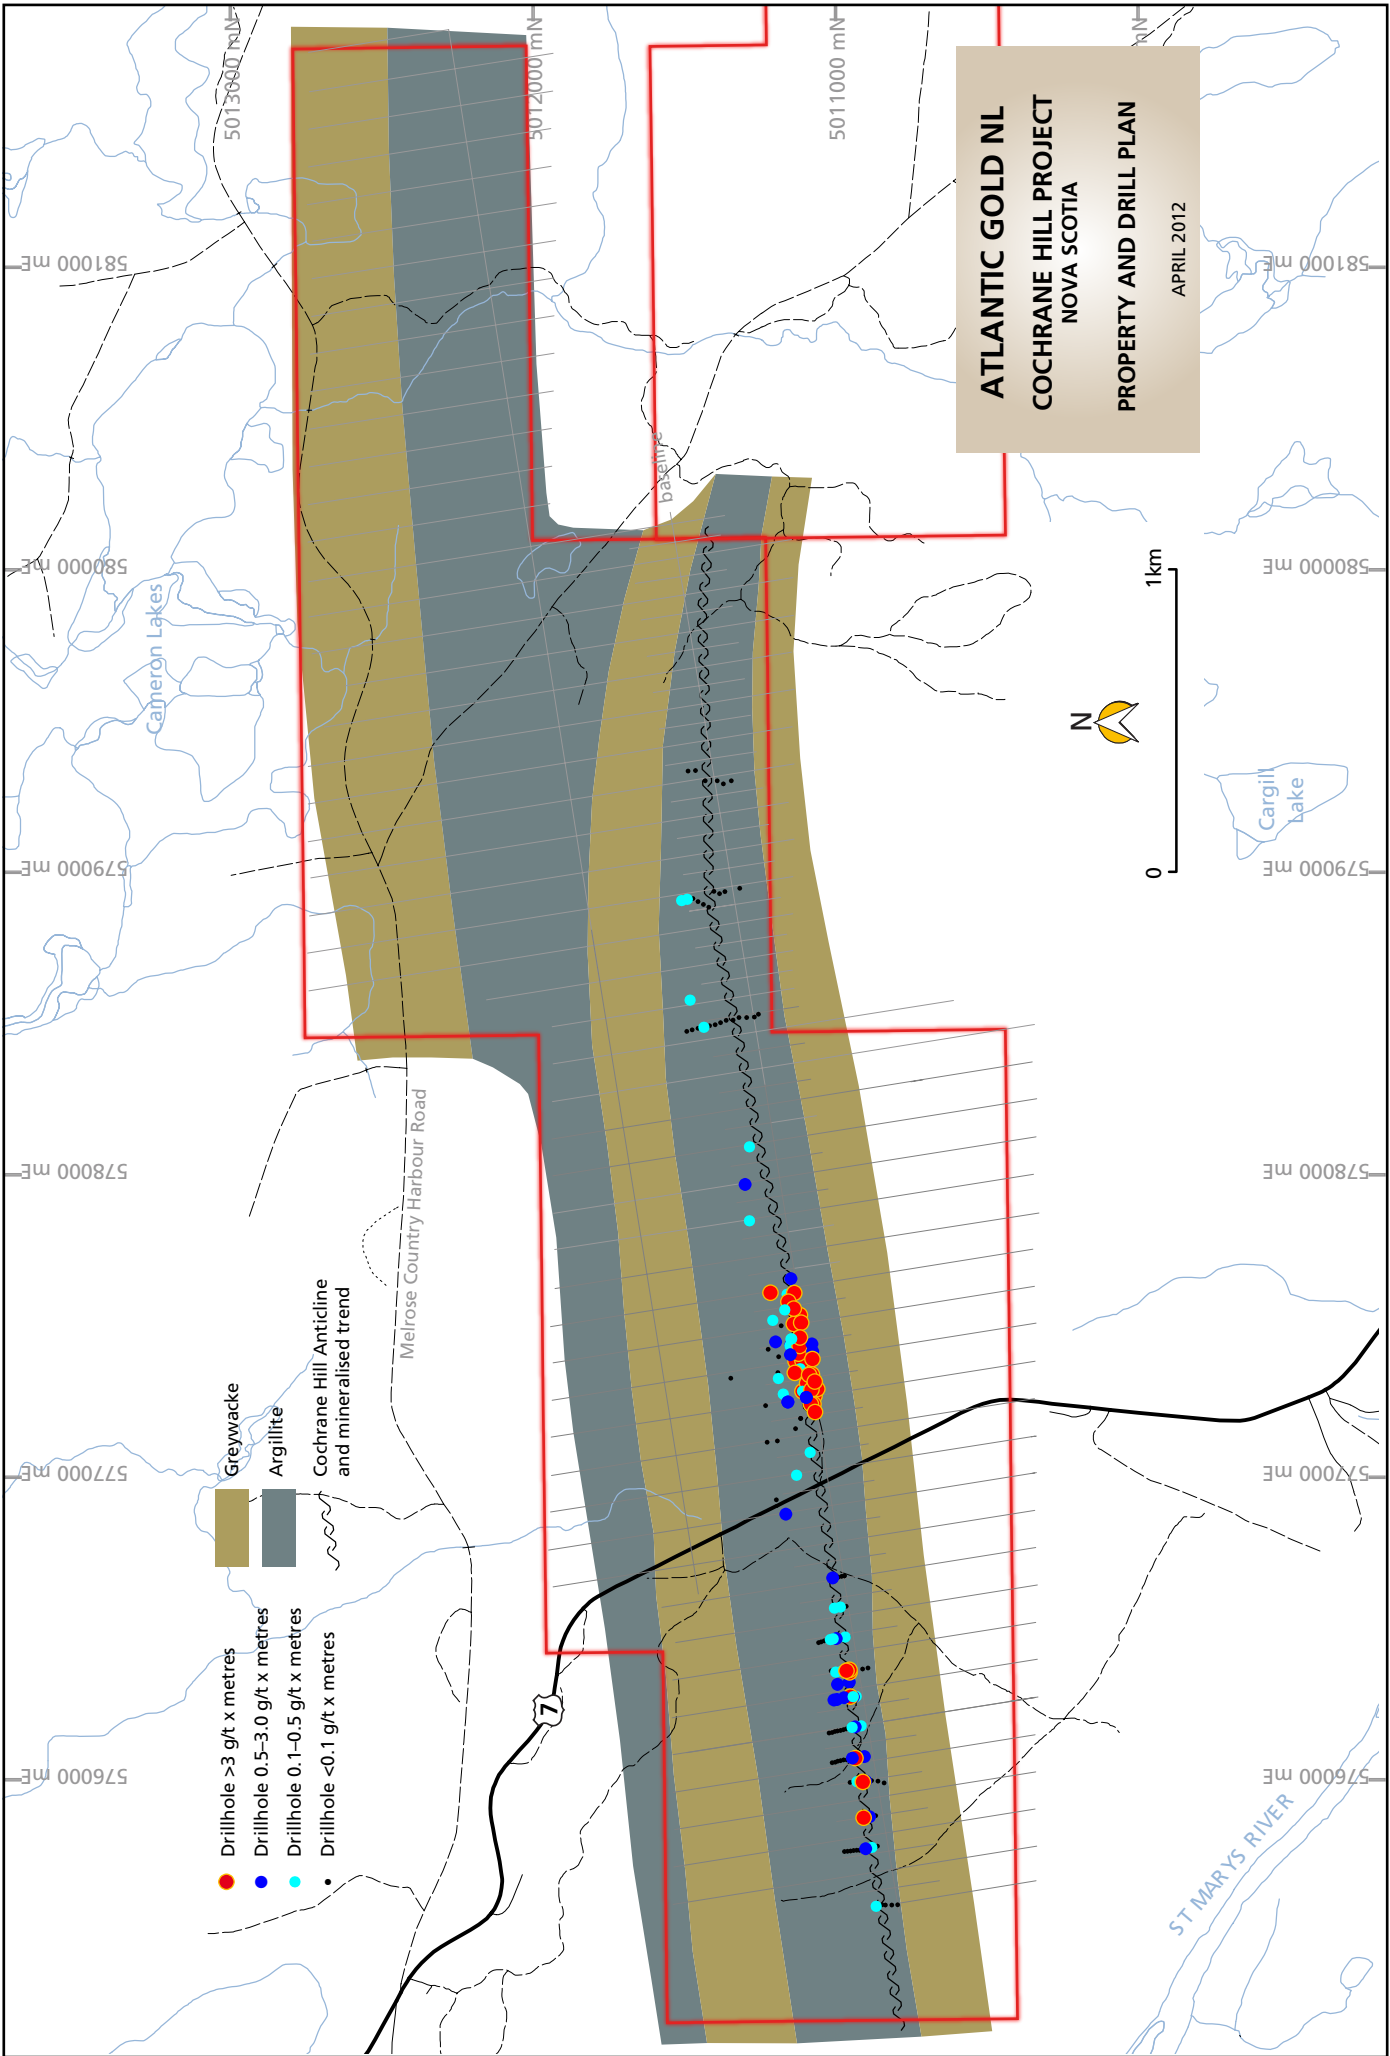 576000 mE
577000 mE
578000 mE
579000 mE
580000 mE
581000 mE
Cameron Lakes
5013000 mN
Drillhole >3 g/t x metres
Drillhole 0.5–3.0 g/t x metres
Drillhole 0.1–0.5 g/t x metres
Drillhole <0.1 g/t x metres
Greywacke
Argillite
Cochrane Hill Anticline
and mineralised trend
Melrose Country Harbour Road
7
5012000 mN
baseline
5011000 mN
ATLANTIC GOLD NL
COCHRANE HILL PROJECT
NOVA SCOTIA
PROPERTY AND DRILL PLAN
APRIL 2012
mN
N
0
1km
Cargill
Lake
ST MARYS RIVER
576000 mE
577000 mE
578000 mE
579000 mE
580000 mE
581000 mE